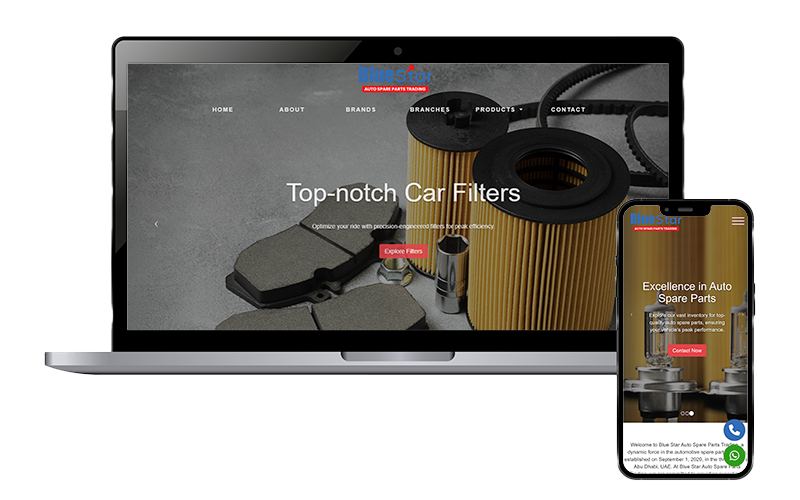 Blue Star
AUTO SPARE PARTS TRADING
HOME ABOUT BRANDS BRANCHES PRODUCTS CONTACT
Top-notch Car Filters
Optimize your ride with precision-engineered filters for peak efficiency.
Explore Filters
Blue Star
AUTO SPARE PARTS TRADING
Excellence in Auto
Spare Parts
Explore our vast inventory for top-
quality auto spare parts, ensuring
your vehicle's peak performance.
Contact Now
Welcome to Blue Star Auto Spare Parts Trading, a
dynamic force in the automotive spare
established on September 1, 2020, in the
Abu Dhabi, UAE. At Blue Star Auto Spare Parts